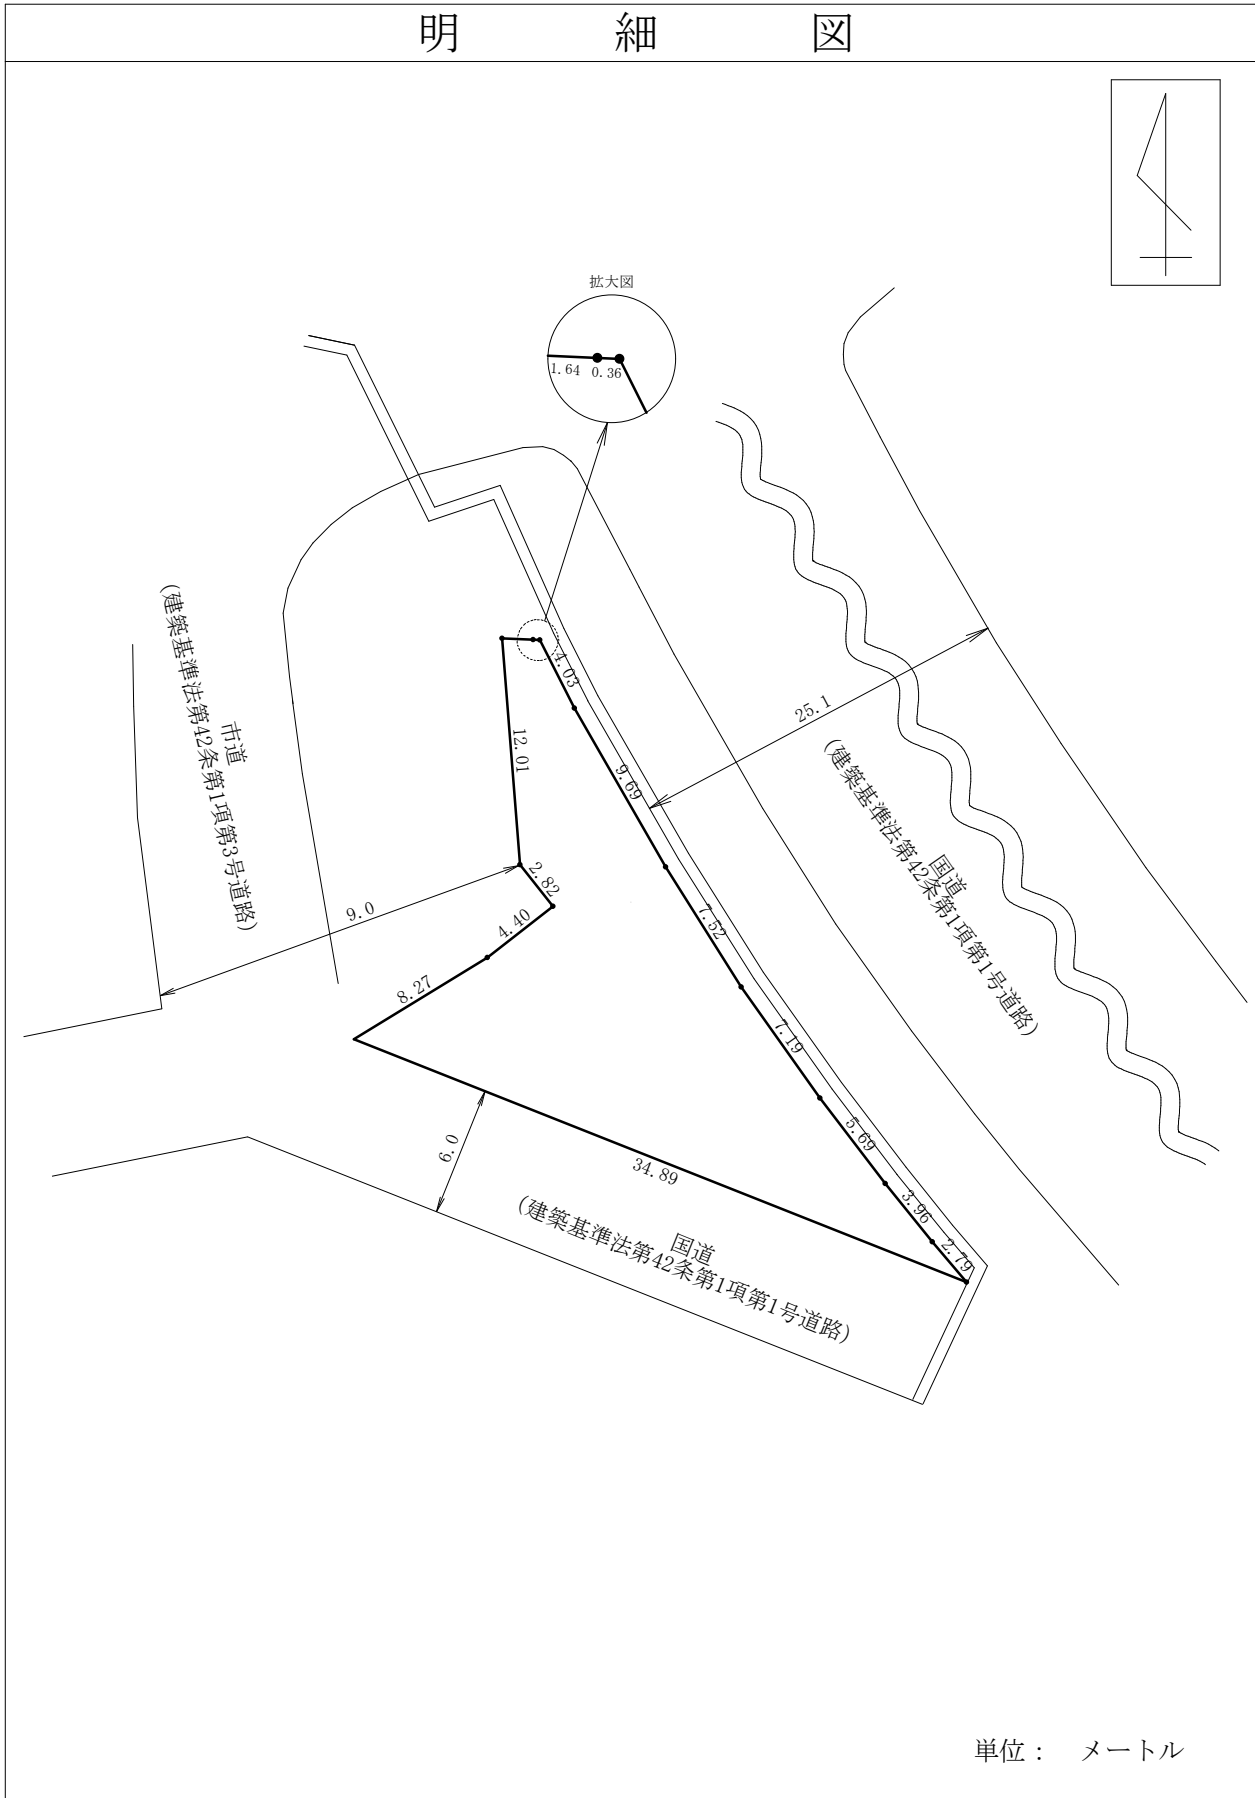 明細図
拡大図
1.64 0.36
4.03
12.01
9.69
25.1
市道
(建築基準法第42条第1項第3号道路)
国道
(建築基準法第42条第1項第1号道路)
2.82
9.0
4.40
7.52
8.27
7.19
5.69
6.0
34.89
3.96
2.79
国道
(建築基準法第42条第1項第1号道路)
単位： メートル